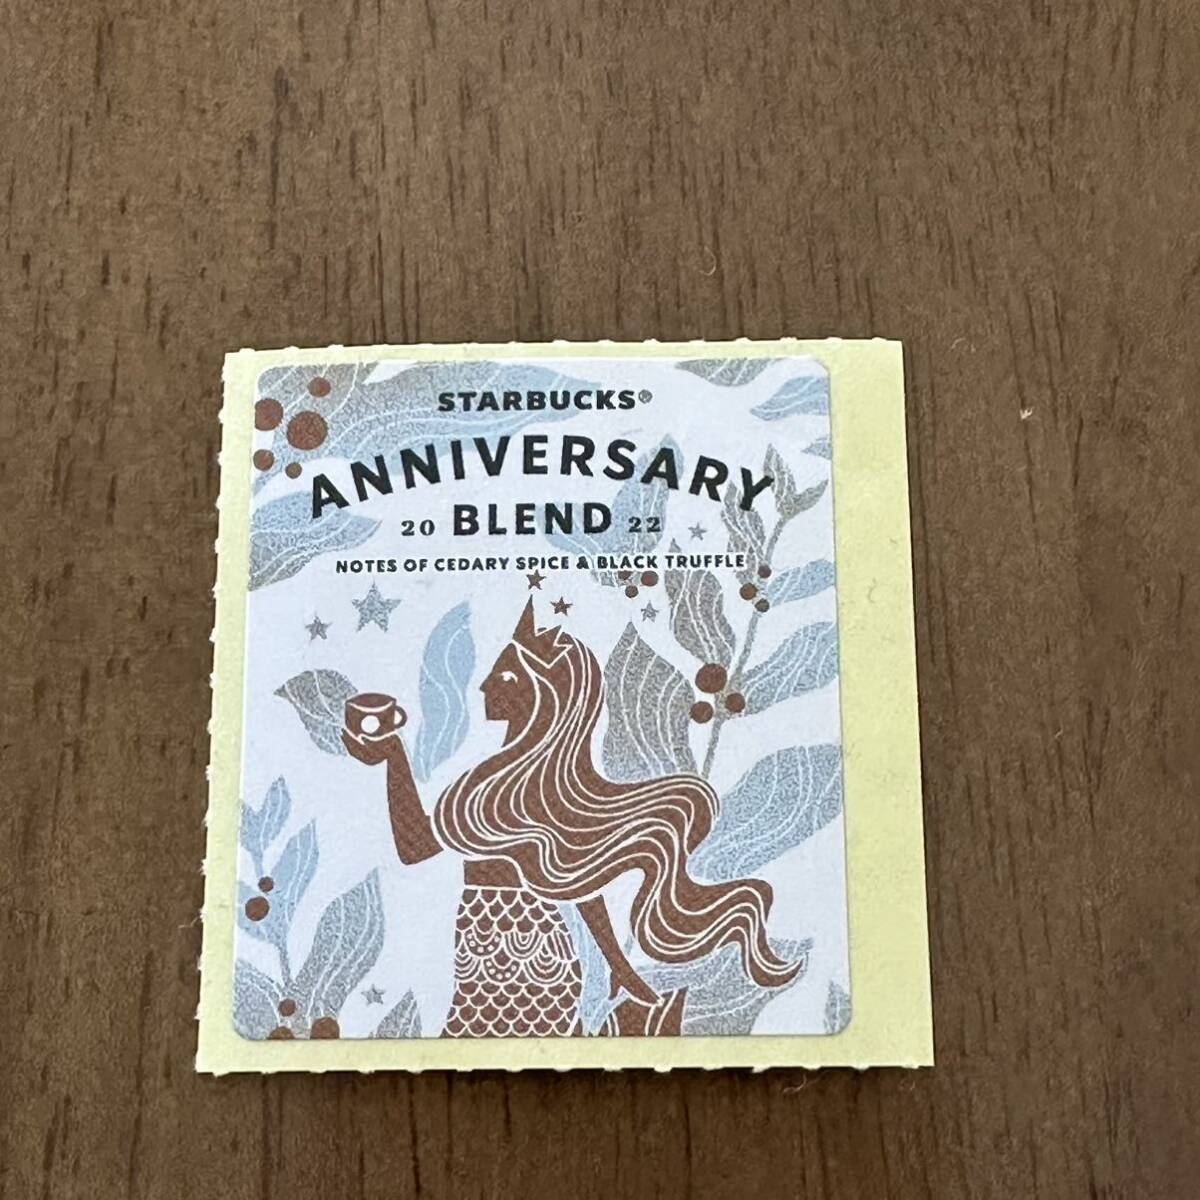 STARBUCKS®
ANNIVERSARY
20 BLEND 22
NOTES OF CEDARY SPICE & BLACK TRUFFLE